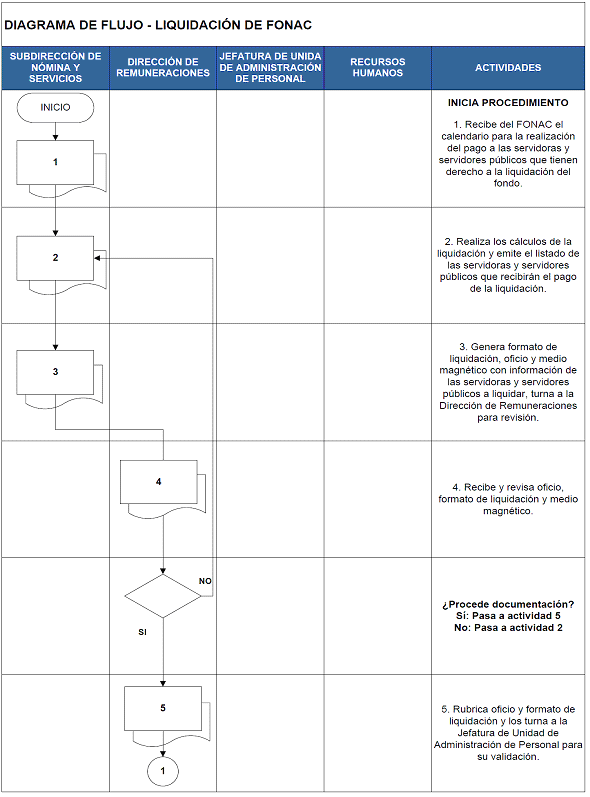 DIAGRAMA DE FLUJO - LIQUIDACIÓN DE FONAC
SUBDIRECCIÓN DE
NÓMINA Y
SERVICIOS
DIRECCIÓN DE
REMUNERACIONES
JEFATURA DE UNIDA
DE ADMINISTRACIÓN
DE PERSONAL
RECURSOS
HUMANOS
ACTIVIDADES
INICIO
INICIA PROCEDIMIENTO
1
1. Recibe del FONAC el
calendario para la realización
del pago a las servidoras y
servidores públicos que tienen
derecho a la liquidación del
fondo.
2
2. Realiza los cálculos de la
liquidación y emite el listado de
las servidoras y servidores
públicos que recibirán el pago
de la liquidación.
3
3. Genera formato de
liquidación, oficio y medio
magnético con información de
las servidoras y servidores
públicos a liquidar, turna a la
Dirección de Remuneraciones
para revisión.
4
4. Recibe y revisa oficio,
formato de liquidación y medio
magnético.
NO
SI
¿Procede documentación?
Sí: Pasa a actividad 5
No: Pasa a actividad 2
5
5. Rubrica oficio y formato de
liquidación y los turna a la
Jefatura de Unidad de
Administración de Personal para
su validación.
1